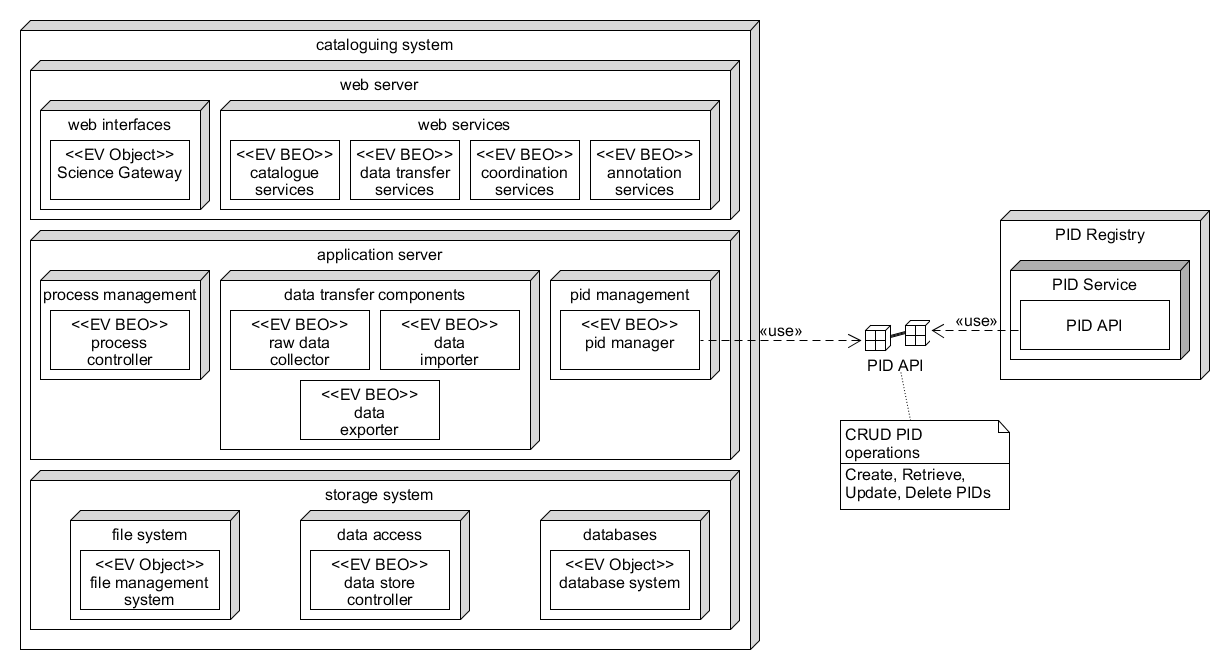 cataloguing system
web server
web interfaces
<<EV Object>>
Science Gateway
web services
<<EV BEO>>
catalogue
services
<<EV BEO>>
data transfer
services
<<EV BEO>>
coordination
services
<<EV BEO>>
annotation
services
application server
process management
<<EV BEO>>
process
controller
data transfer components
<<EV BEO>>
raw data
collector
<<EV BEO>>
data
importer
<<EV BEO>>
data
exporter
pid management
<<EV BEO>>
pid manager
storage system
file system
<<EV Object>>
file management
system
data access
<<EV BEO>>
data store
controller
databases
<<EV Object>>
database system
«use»
PID API
«use»
PID Registry
PID Service
PID API
CRUD PID
operations
Create, Retrieve,
Update, Delete PIDs